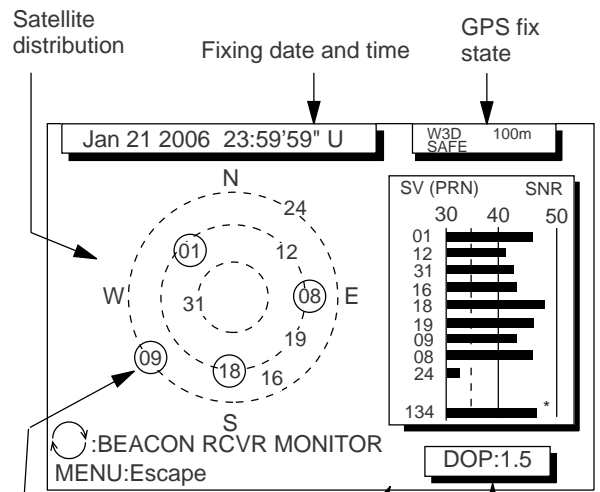 Satellite
distribution
Fixing date and time
GPS fix
state
Jan 21 2006 23:59'59" U
W3D 100m
SAFE
N
24
01
12
W
31
08
E
19
09
18
16
S
SV (PRN) SNR
30 40 50
01
12
31
16
18
19
09
08
24
134 *
:BEACON RCVR MONITOR
MENU:Escape
DOP:1.5